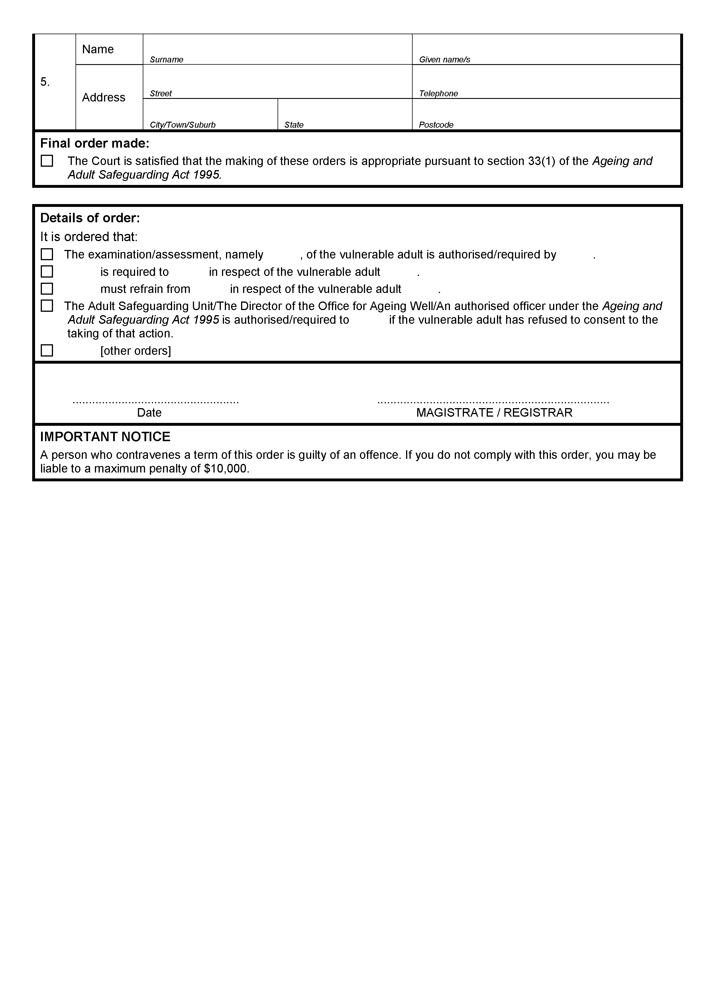 Name
Surname
Given name/s
5.
Address
Street
Telephone
City/Town/Suburb
State
Postcode
Final order made:
The Court is satisfied that the making of these orders is appropriate pursuant to section 33(1) of the Ageing and
Adult Safeguarding Act 1995.
Details of order:
It is ordered that:
The examination/assessment, namely , of the vulnerable adult is authorised/required by .
is required to in respect of the vulnerable adult .
must refrain from in respect of the vulnerable adult .
The Adult Safeguarding Unit/The Director of the Office for Ageing Well/An authorised officer under the Ageing and
Adult Safeguarding Act 1995 is authorised/required to if the vulnerable adult has refused to consent to the
taking of that action.
[other orders]
Date
MAGISTRATE / REGISTRAR
IMPORTANT NOTICE
A person who contravenes a term of this order is guilty of an offence. If you do not comply with this order, you may be
liable to a maximum penalty of $10,000.